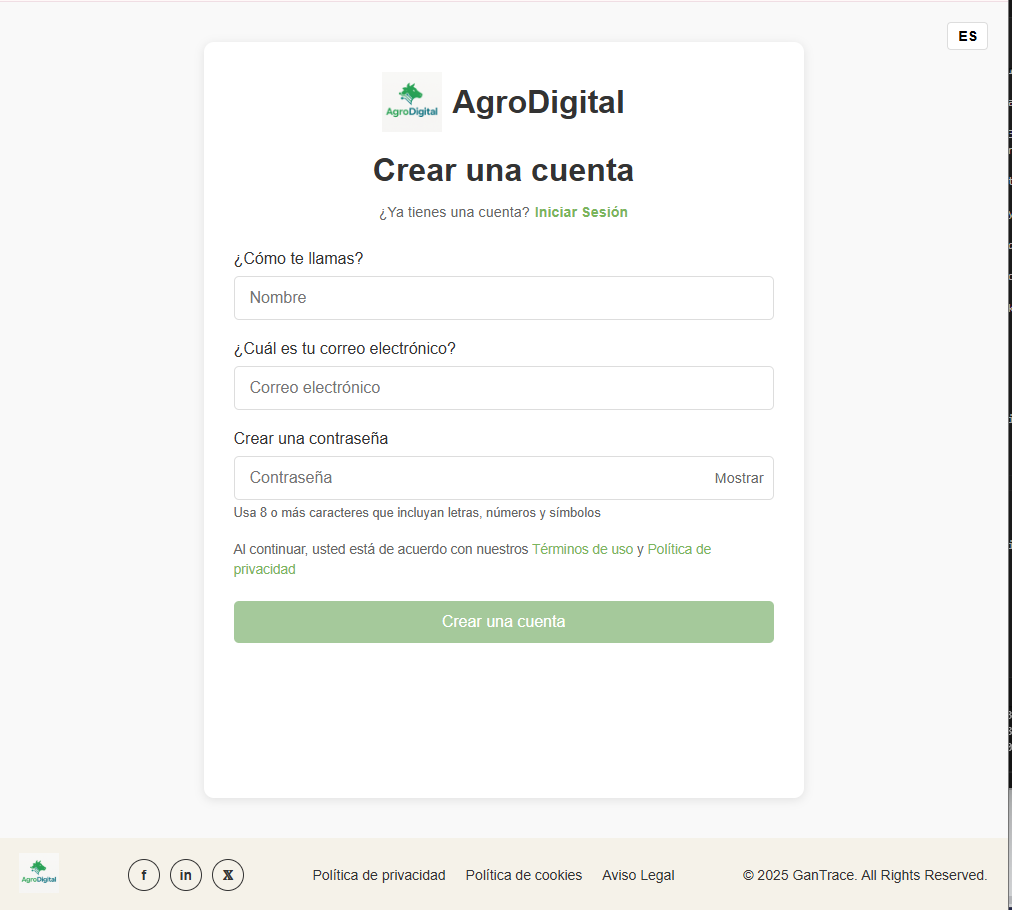 ES
AgroDigital
AgroDigital
Crear una cuenta
¿Ya tienes una cuenta? Iniciar Sesión
¿Cómo te llamas?
Nombre
¿Cuál es tu correo electrónico?
Correo electrónico
Crear una contraseña
Contraseña
Mostrar
Usa 8 o más caracteres que incluyan letras, números y símbolos
Al continuar, usted está de acuerdo con nuestros Términos de uso y Política de
privacidad
Crear una cuenta
AgroDigital
f in X
Política de privacidad Política de cookies Aviso Legal
© 2025 GanTrace. All Rights Reserved.